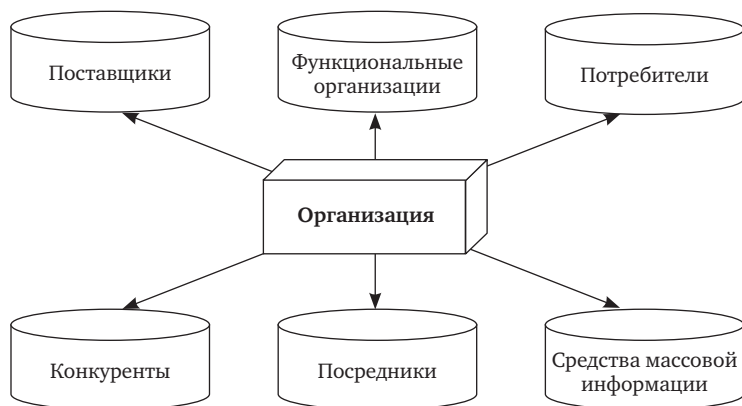 Поставщики
Функциональные
организации
Потребители
Организация
Конкуренты
Посредники
Средства массовой
информации